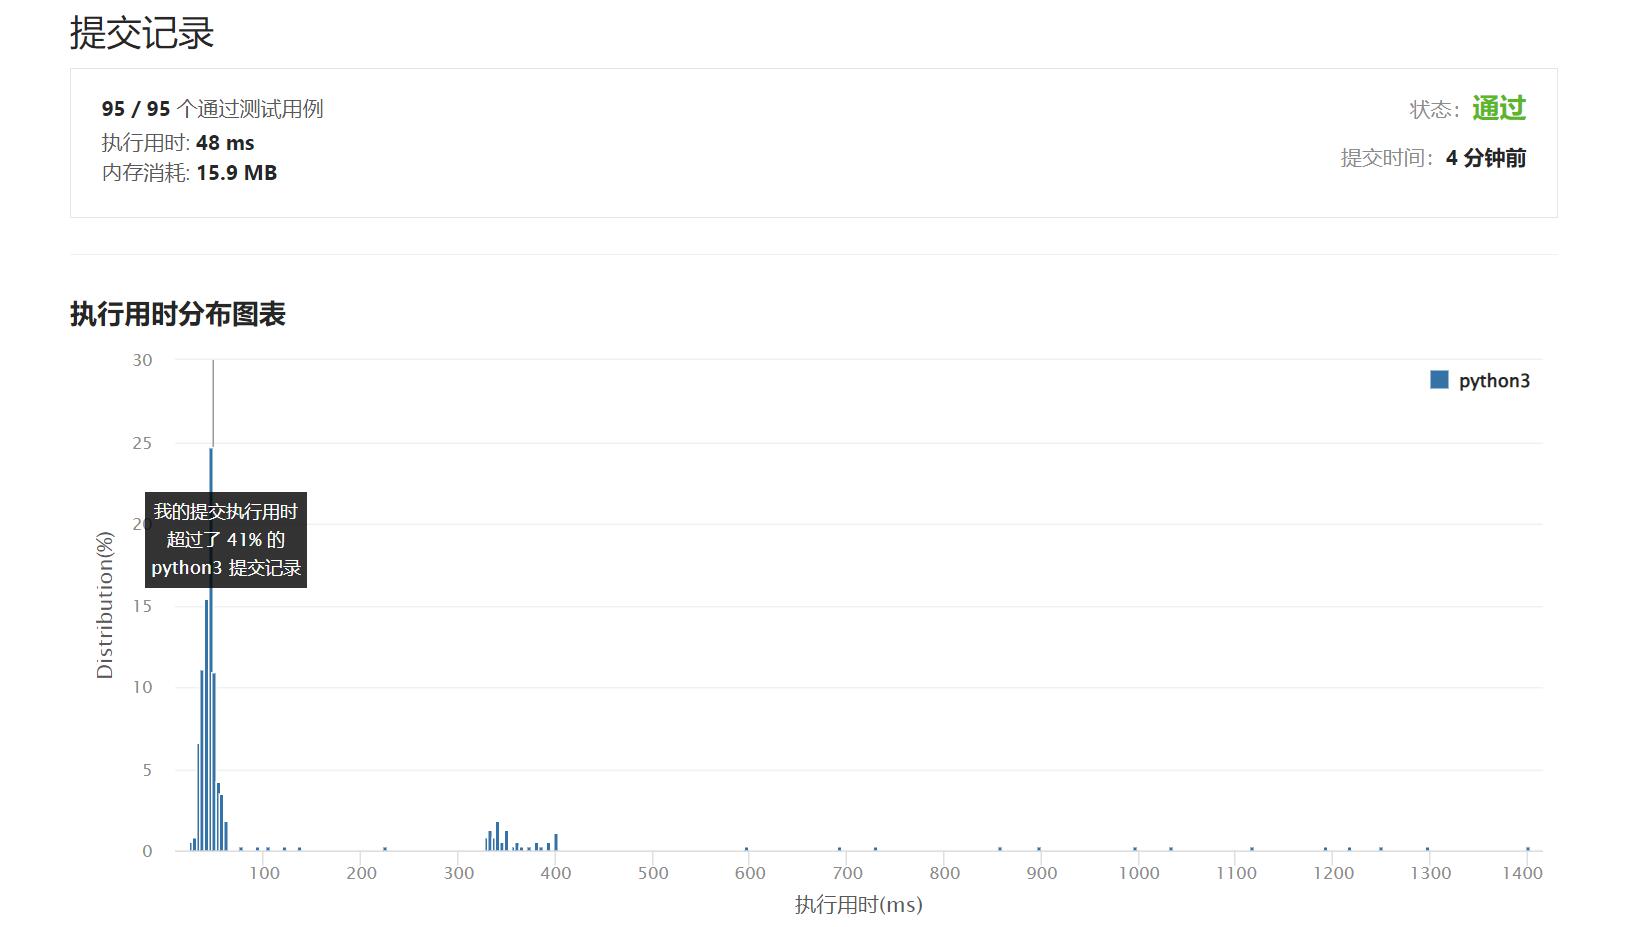 提交记录
95 / 95 个通过测试用例
状态：通过
执行用时: 48 ms
内存消耗: 15.9 MB
提交时间：4 分钟前
执行用时分布图表
30
python3
25
我的提交执行用时
20
超过了 41% 的
python3 提交记录
Distribution(%)
15
10
5
0
100 200 300 400 500 600 700 800 900 1000 1100 1200 1300 1400
执行用时(ms)